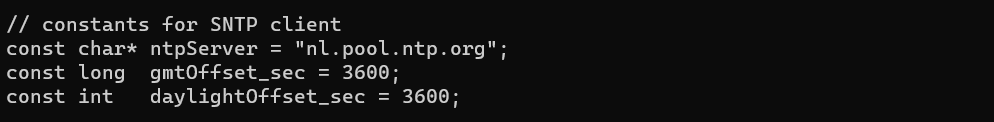 // constants for SNTP client
const char* ntpServer = "nl.pool.ntp.org";
const long  gmtOffset_sec = 3600;
const int   daylightOffset_sec = 3600;